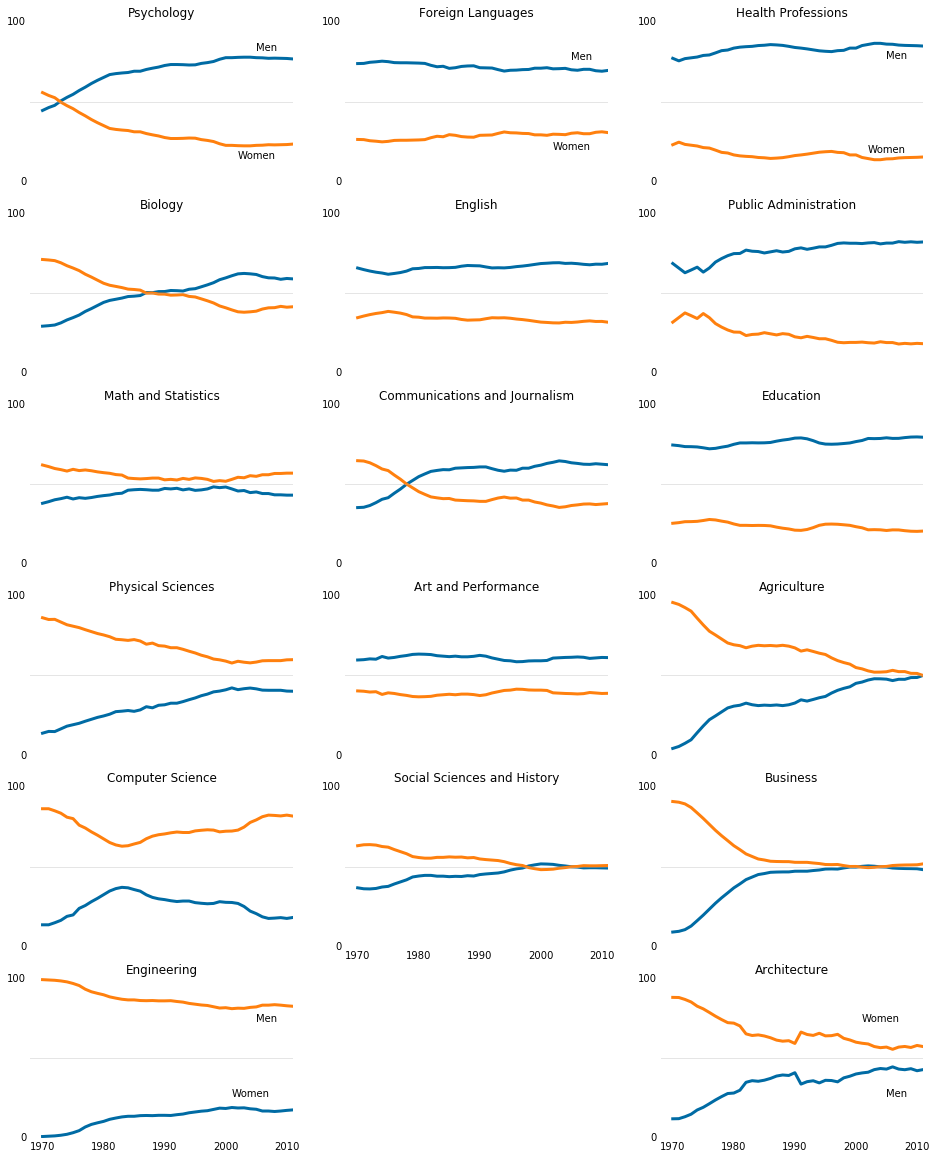 Psychology
100
Men
Women
0
Foreign Languages
100
Men
Women
0
Health Professions
100
Men
Women
0
Biology
100
0
English
100
0
Public Administration
100
0
Math and Statistics
100
0
Communications and Journalism
100
0
Education
100
0
Physical Sciences
100
0
Art and Performance
100
0
Agriculture
100
0
Computer Science
100
0
Social Sciences and History
100
0
1970 1980 1990 2000 2010
Business
100
0
Engineering
100
Men
Women
0
1970 1980 1990 2000 2010
Architecture
100
Women
Men
0
1970 1980 1990 2000 2010